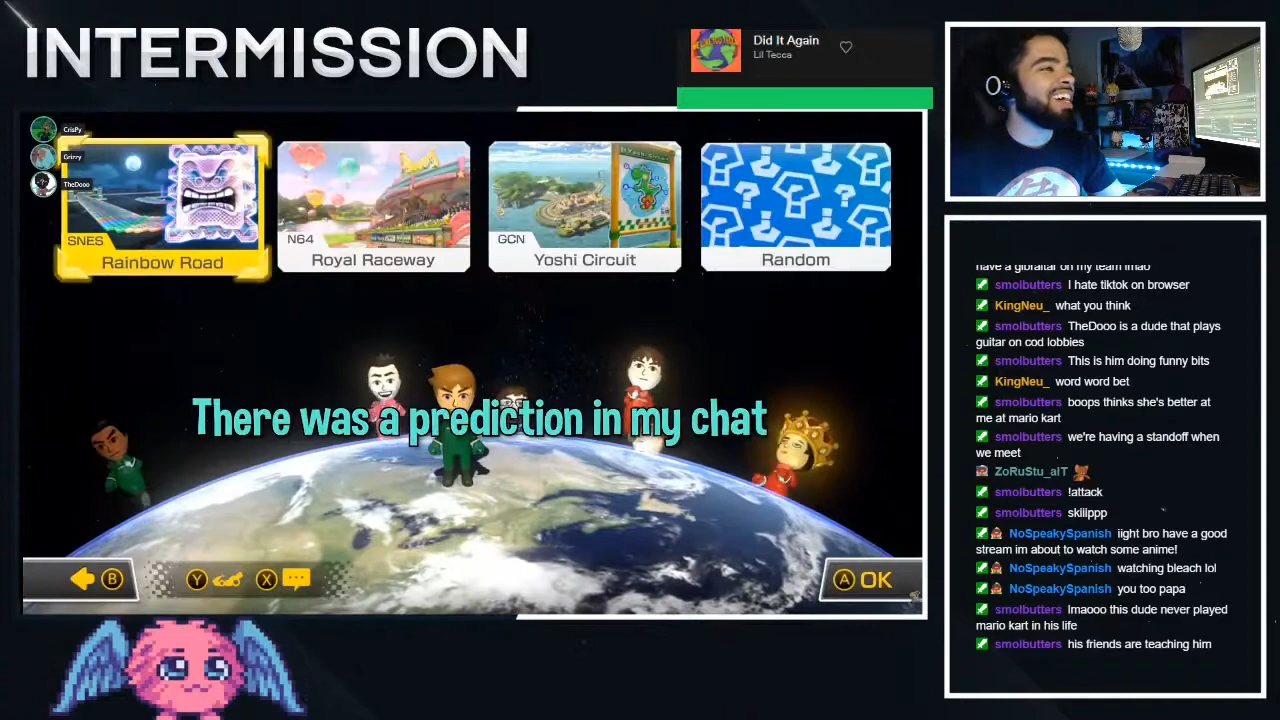 INTERMISSION
Did It Again
Lil Tecca
CrisPy
Grizzy
TheDooo
SNES
Rainbow Road
N64
Royal Raceway
GCN
Yoshi Circuit
Random
There was a prediction in my chat
B
Y
X
A OK
have a gibraltar on my team lmao
smolbutters I hate tiktok on browser
KingNeu_ what you think
smolbutters TheDooo is a dude that plays
guitar on cod lobbies
smolbutters This is him doing funny bits
KingNeu_ word word bet
smolbutters boops thinks she's better at
me at mario kart
smolbutters we're having a standoff when
we meet
ZoRuStu_aIT
smolbutters !attack
smolbutters skiiippp
NoSpeakySpanish iight bro have a good
stream im about to watch some anime!
NoSpeakySpanish watching bleach lol
NoSpeakySpanish you too papa
smolbutters lmaooo this dude never played
mario kart in his life
smolbutters his friends are teaching him